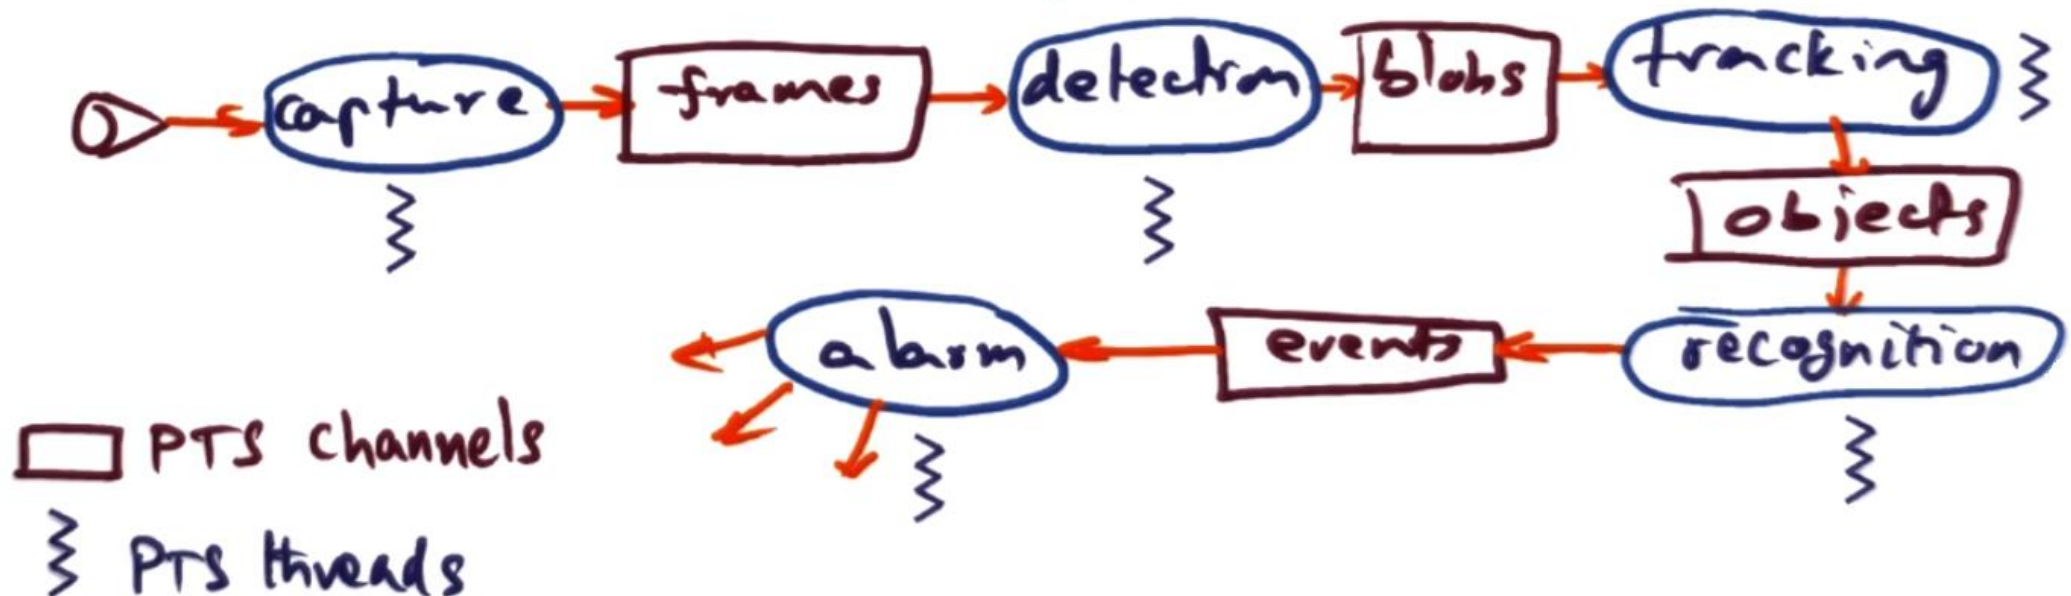 capture frames detection blobs tracking
objects
alarm events recognition
PTS channels
PTS threads